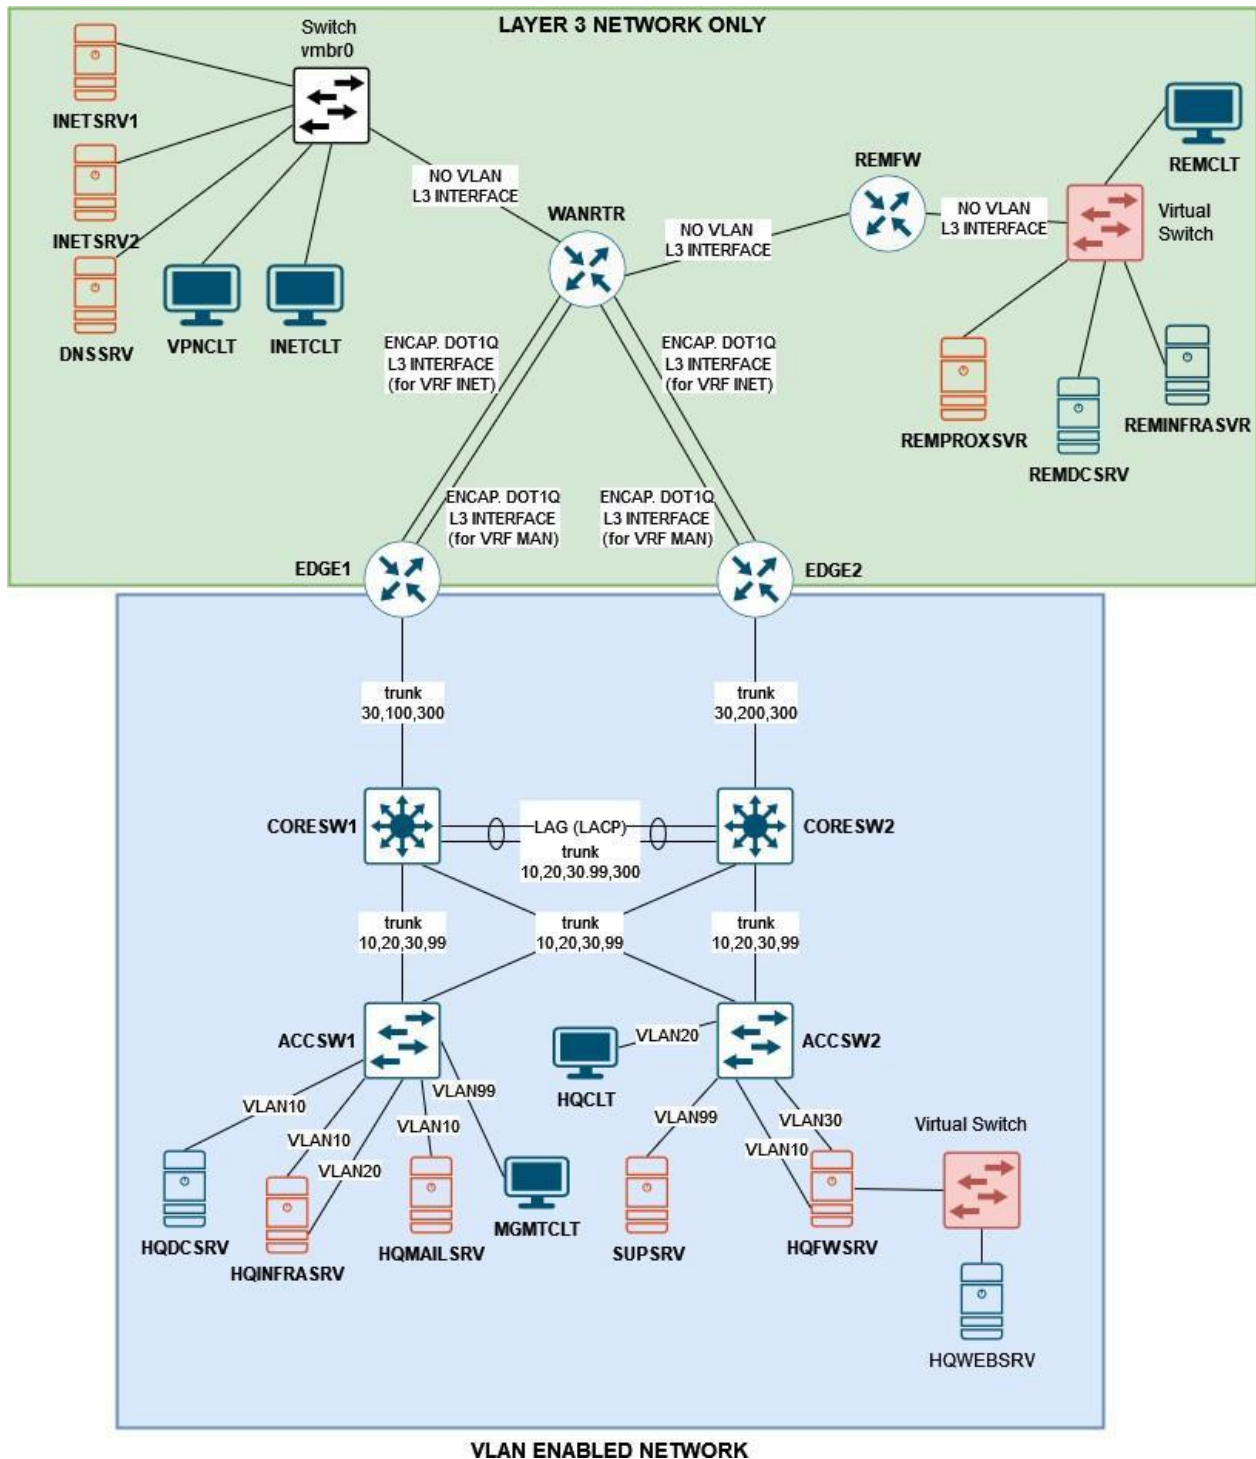 LAYER 3 NETWORK ONLY
Switch
vmbr0
INETSRV1
INETSRV2
DNSSRV
VPNCLT
INETCLT
NO VLAN
L3 INTERFACE
WANRTR
NO VLAN
L3 INTERFACE
REMFW
NO VLAN
L3 INTERFACE
REMCLT
Virtual
Switch
REMPROXSVR
REMDCSRV
REMINFRASVR
ENCAP. DOT1Q
L3 INTERFACE
(for VRF INET)
ENCAP. DOT1Q
L3 INTERFACE
(for VRF INET)
ENCAP. DOT1Q
L3 INTERFACE
(for VRF MAN)
ENCAP. DOT1Q
L3 INTERFACE
(for VRF MAN)
EDGE1
EDGE2
trunk
30,100,300
trunk
30,200,300
CORESW1
LAG (LACP)
trunk
10,20,30.99,300
CORESW2
trunk
10,20,30,99
trunk
10,20,30,99
trunk
10,20,30,99
ACCSW1
ACCSW2
HQCLT
VLAN20
VLAN10
VLAN10
VLAN20
VLAN10
VLAN99
VLAN99
VLAN10
VLAN30
Virtual Switch
HQDCSRV
HQINFRASRV
HQMAILSRV
MGMTCLT
SUPSRV
HQFWSRV
HQWEBSRV
VLAN ENABLED NETWORK